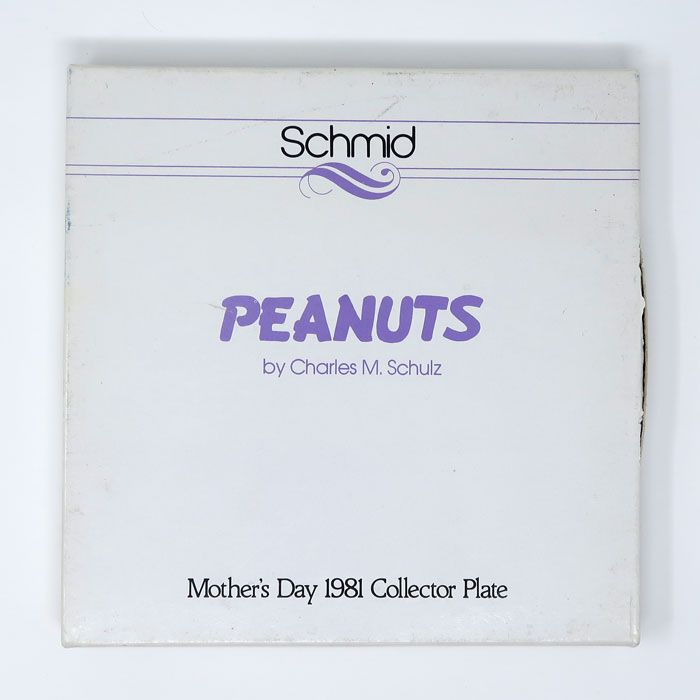 Schmid
PEANUTS
by Charles M. Schulz
Mother's Day 1981 Collector Plate